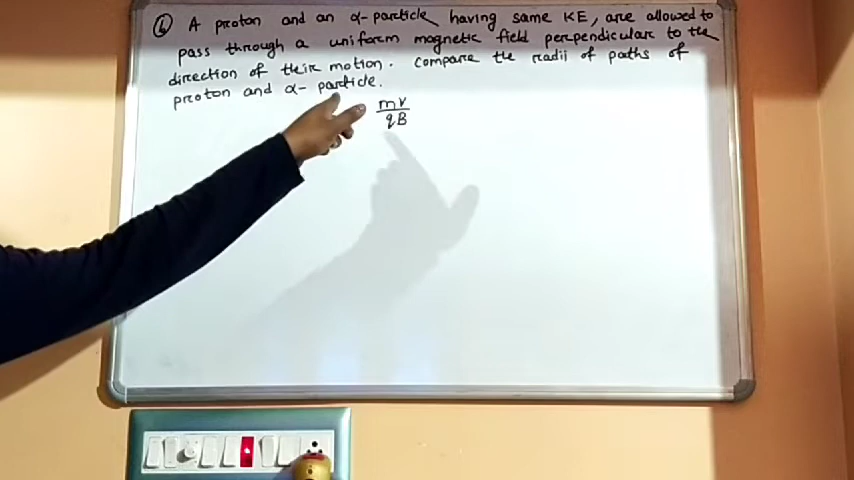 6 A proton and an α-particle, having same KE, are allowed to
pass through a uniform magnetic field perpendicular to the
direction of their motion. Compare the radii of paths of
proton and α-particle.
mv
qB